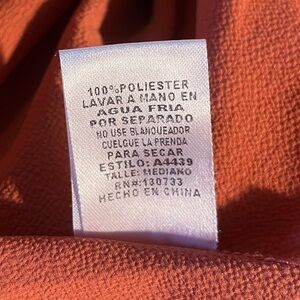 100% POLIESTER
LAVAR A MANO EN
AGUA FRIA
POR SEPARADO
NO USE BLANQUEADOR
CUELGUE LA PRENDA
PARA SECAR
ESTILO: A4439
TALLE: MEDIANO
RN#: 130733
HECHO EN CHINA